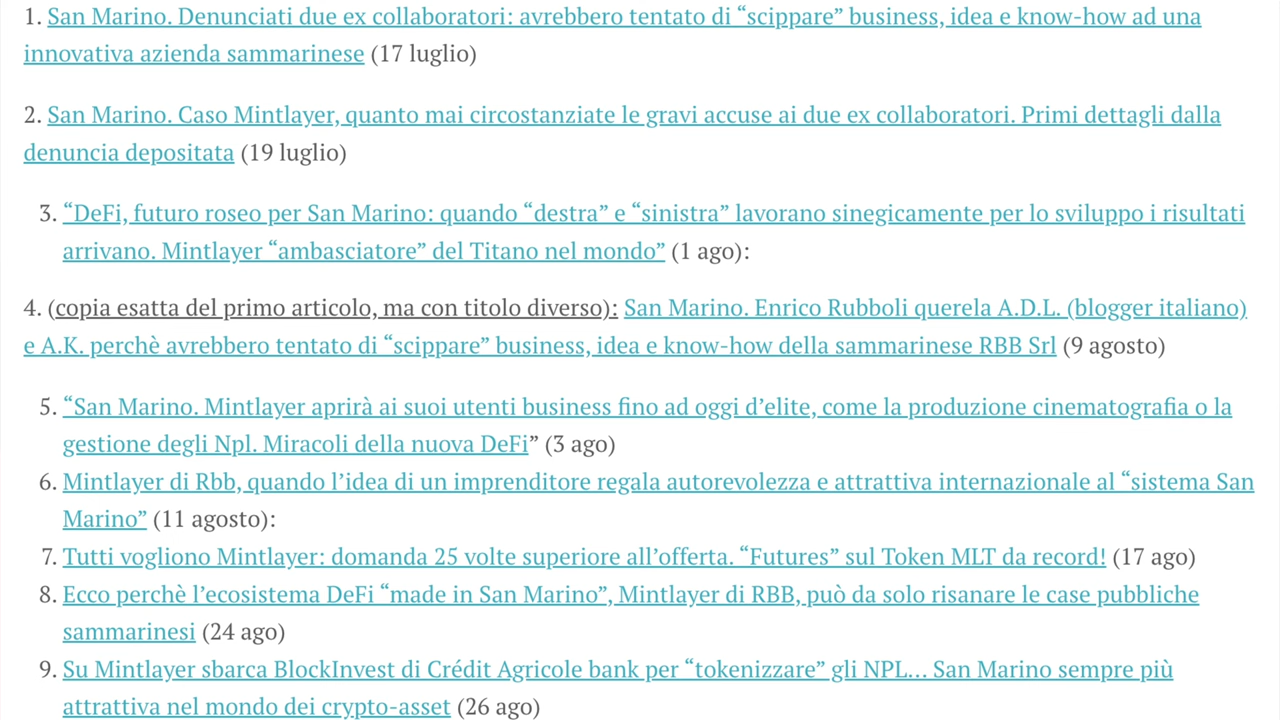 1. San Marino. Denunciati due ex collaboratori: avrebbero tentato di “scippare” business, idea e know-how ad una
innovativa azienda sammarinese (17 luglio)
2. San Marino. Caso Mintlayer, quanto mai circostanziate le gravi accuse ai due ex collaboratori. Primi dettagli dalla
denuncia depositata (19 luglio)
3. “DeFi, futuro roseo per San Marino: quando “destra” e “sinistra” lavorano sinegicamente per lo sviluppo i risultati
arrivano. Mintlayer “ambasciatore” del Titano nel mondo” (1 ago):
4. (copia esatta del primo articolo, ma con titolo diverso): San Marino. Enrico Rubboli querela A.D.L. (blogger italiano)
e A.K. perchè avrebbero tentato di “scippare” business, idea e know-how della sammarinese RBB Srl (9 agosto)
5. “San Marino. Mintlayer aprirà ai suoi utenti business fino ad oggi d’elite, come la produzione cinematografia o la
gestione degli Npl. Miracoli della nuova DeFi” (3 ago)
6. Mintlayer di Rbb, quando l’idea di un imprenditore regala autorevolezza e attrattiva internazionale al “sistema San
Marino” (11 agosto):
7. Tutti vogliono Mintlayer: domanda 25 volte superiore all’offerta. “Futures” sul Token MLT da record! (17 ago)
8. Ecco perchè l’ecosistema DeFi “made in San Marino”, Mintlayer di RBB, può da solo risanare le case pubbliche
sammarinesi (24 ago)
9. Su Mintlayer sbarca BlockInvest di Crédit Agricole bank per “tokenizzare” gli NPL… San Marino sempre più
attrattiva nel mondo dei crypto-asset (26 ago)